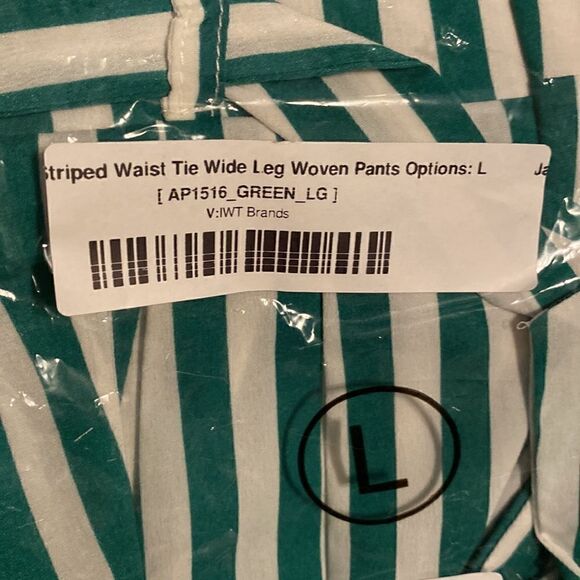 Striped Waist Tie Wide Leg Woven Pants Options: L
[ AP1516_GREEN_LG ]
V:IWT Brands
L